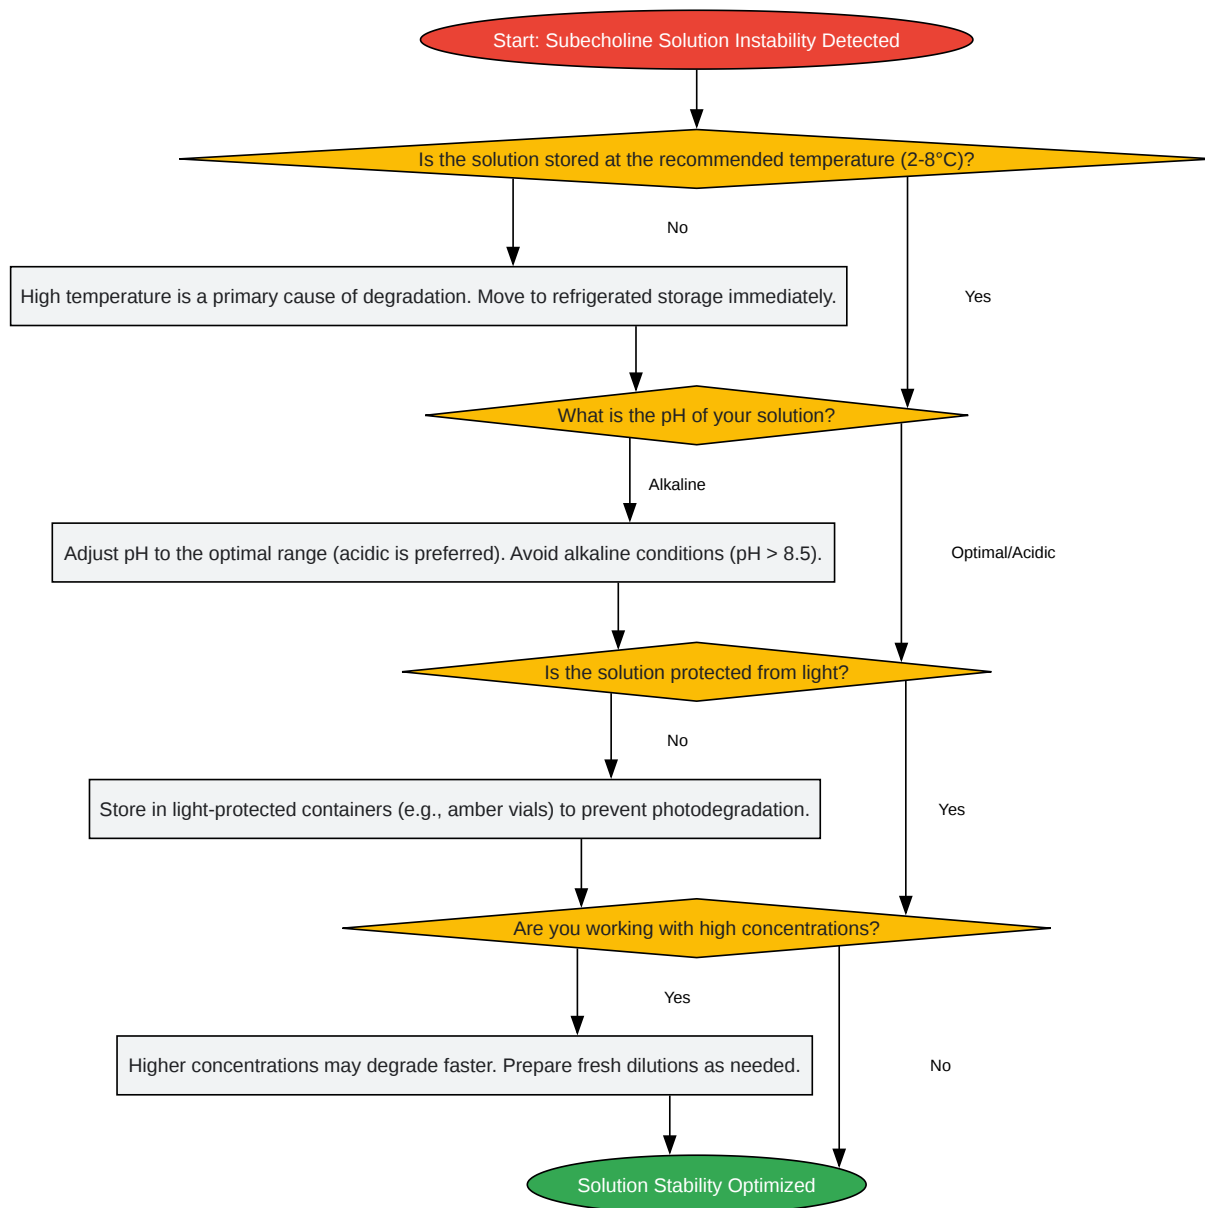 Start: Subecholine Solution Instability Detected
Is the solution stored at the recommended temperature (2-8°C)?
No
High temperature is a primary cause of degradation. Move to refrigerated storage immediately.
Yes
What is the pH of your solution?
Alkaline
Adjust pH to the optimal range (acidic is preferred). Avoid alkaline conditions (pH > 8.5).
Optimal/Acidic
Is the solution protected from light?
No
Store in light-protected containers (e.g., amber vials) to prevent photodegradation.
Yes
Are you working with high concentrations?
Yes
Higher concentrations may degrade faster. Prepare fresh dilutions as needed.
No
Solution Stability Optimized